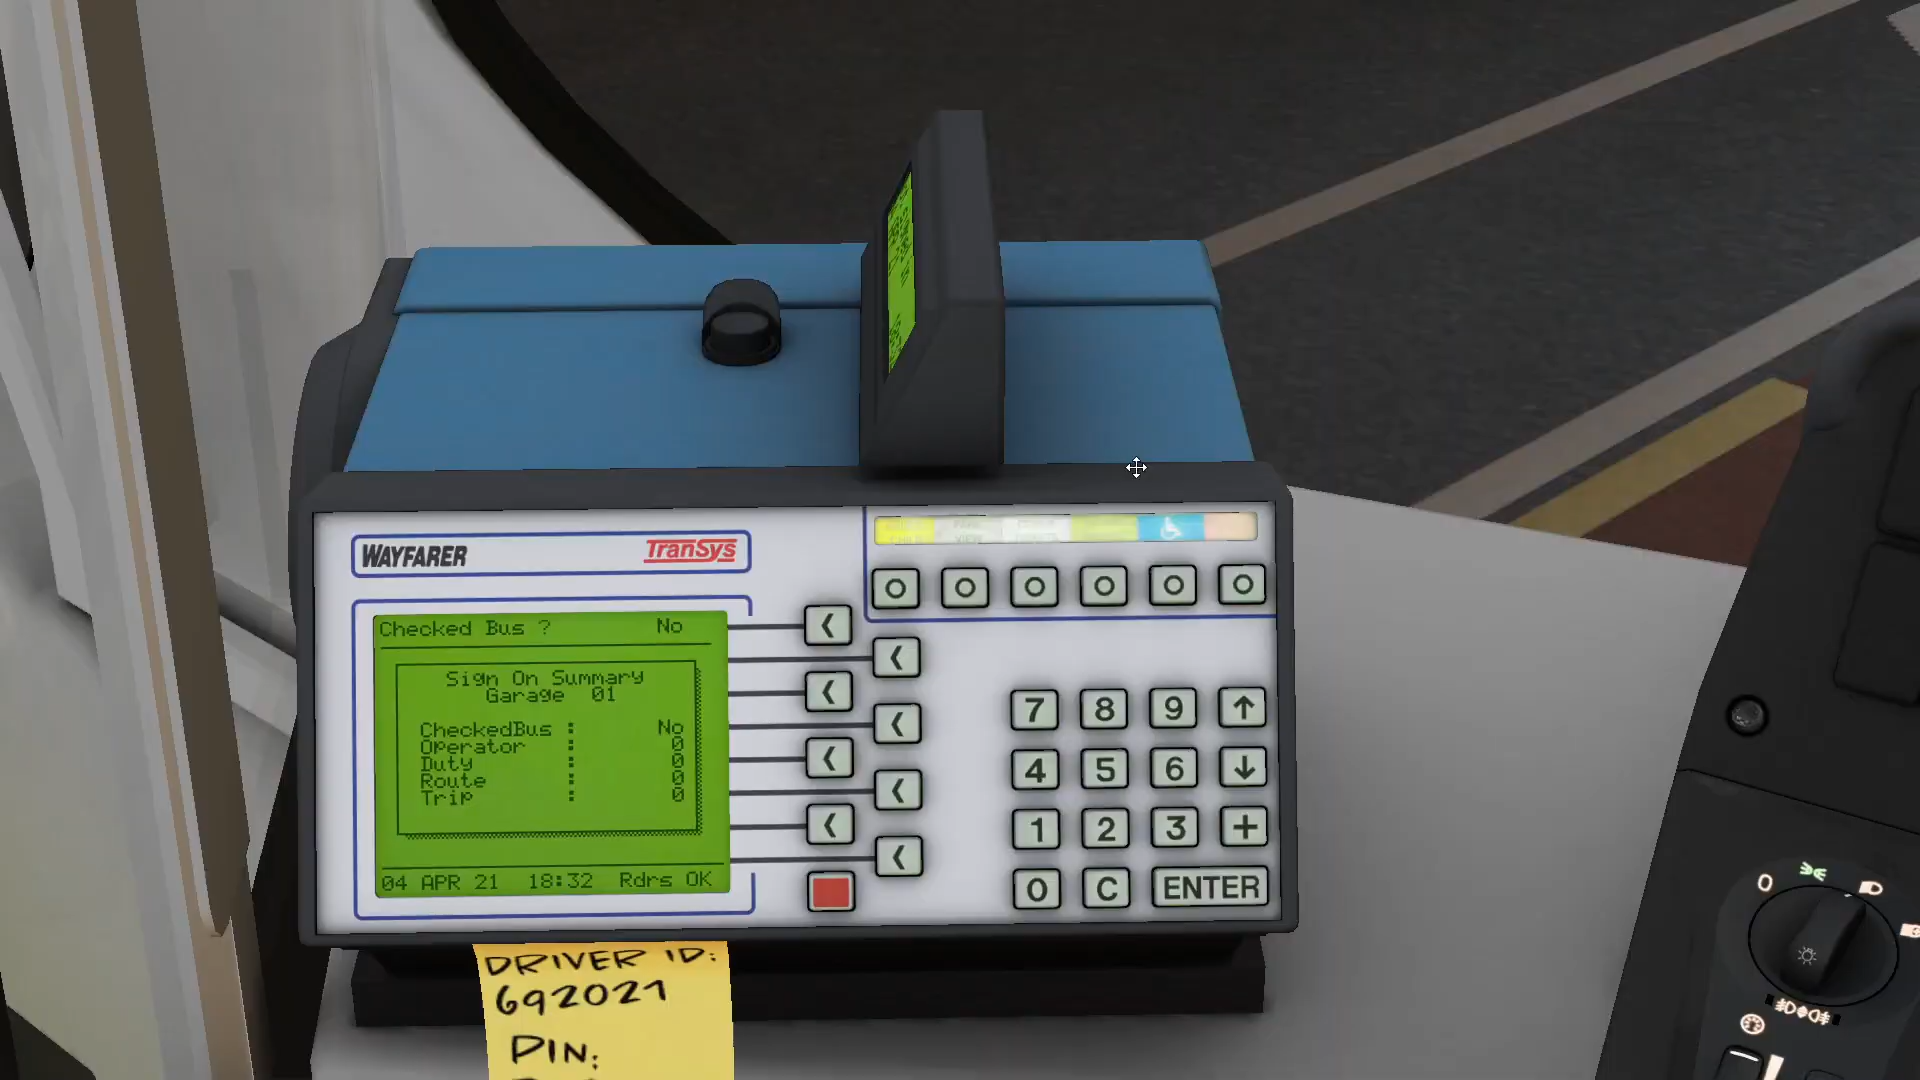 WAYFARER TranSys
Checked Bus ? No
Sign On Summary
Garage 01
CheckedBus : No
Operator : 0
Duty : 0
Route : 0
Trip : 0
04 APR 21 18:32 Rdrs OK
7 8 9
4 5 6
1 2 3 +
0 C ENTER
DRIVER ID:
692021
PIN:
0